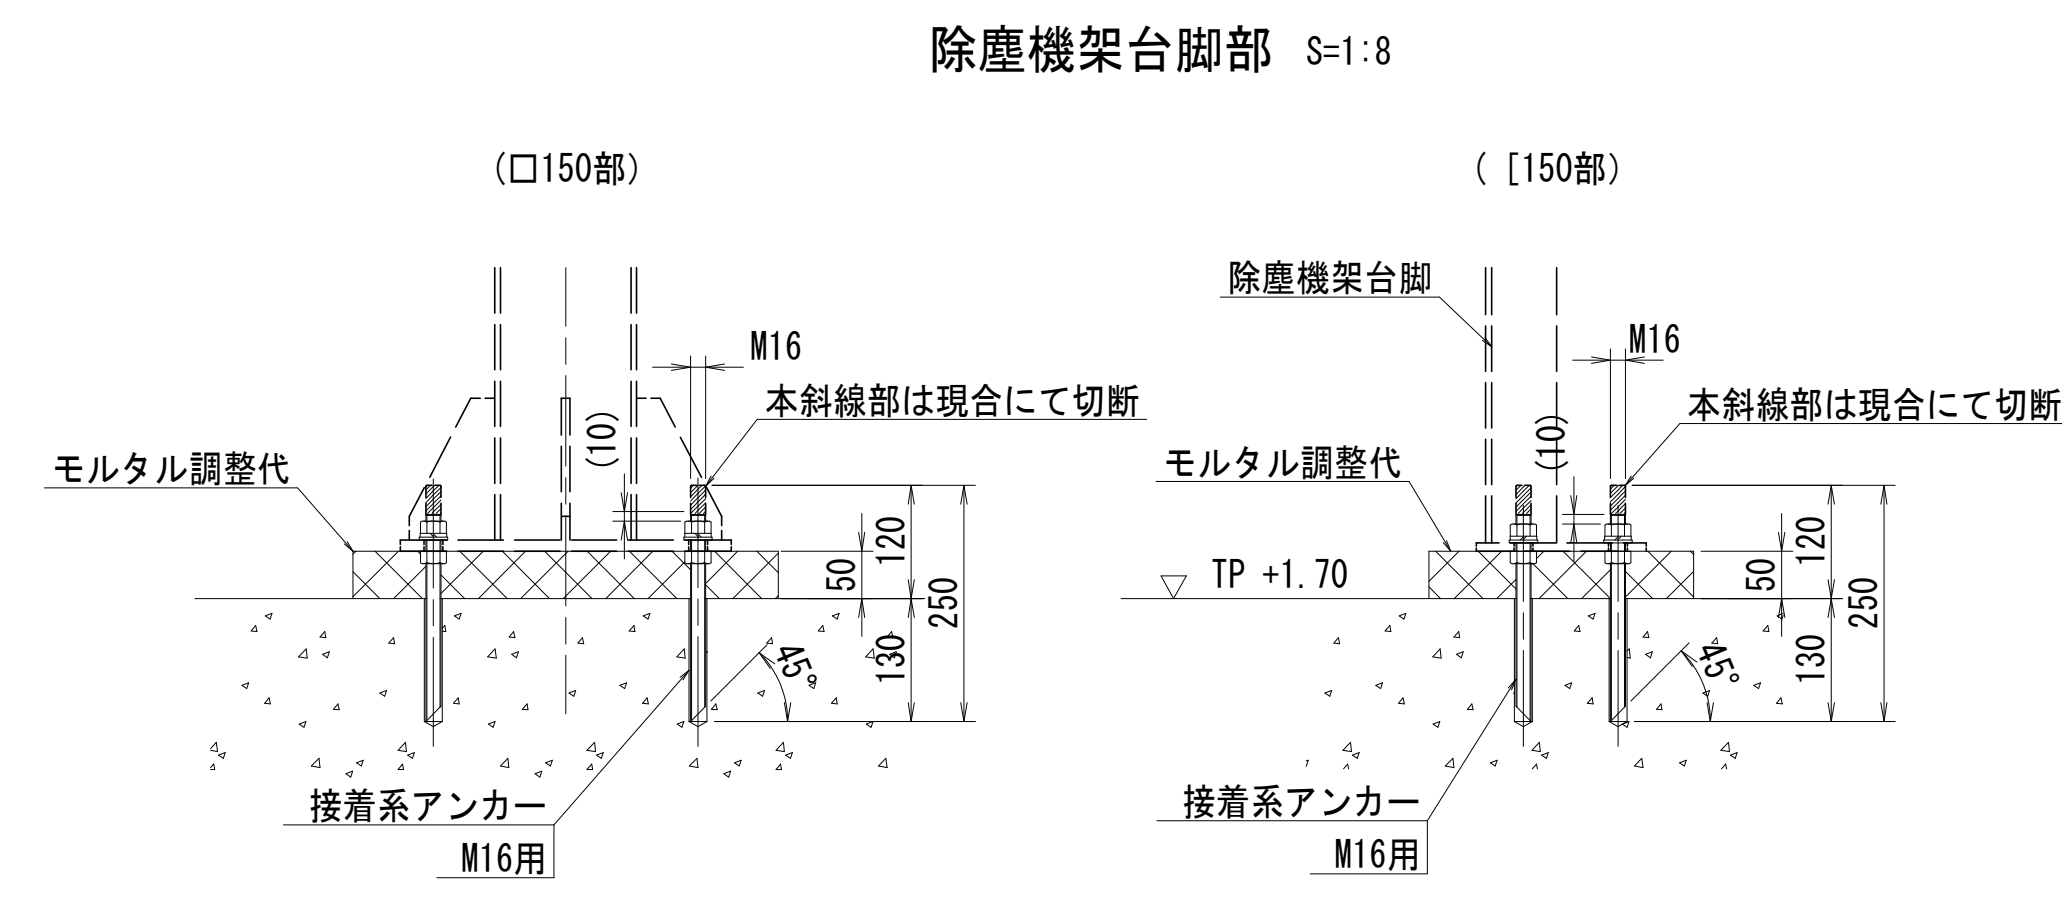 除塵機架台脚部 S=1:8
(□150部)
([150部)
除塵機架台脚
M16
M16
本斜線部は現合にて切断
本斜線部は現合にて切断
(10)
(10)
モルタル調整代
モルタル調整代
120
50
250
130
45°
TP +1.70
120
50
250
130
45°
接着系アンカー
M16用
接着系アンカー
M16用